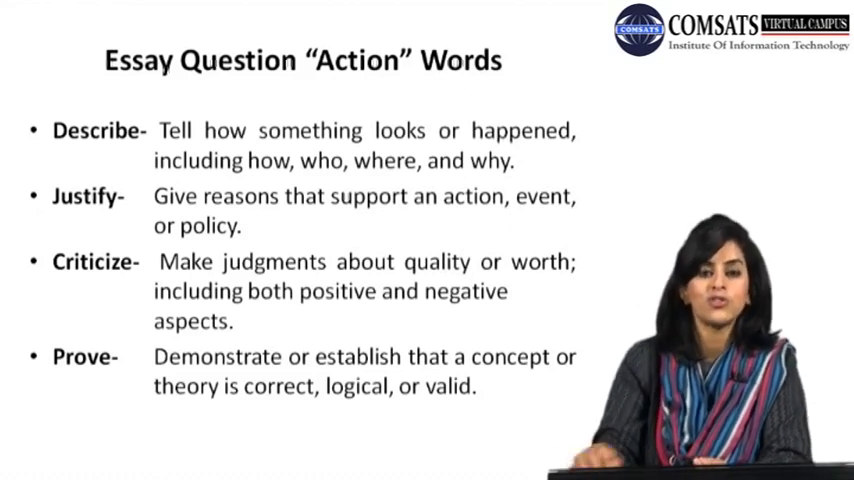 COMSATS
COMSATS VIRTUAL CAMPUS
Institute Of Information Technology
Essay Question “Action” Words
• Describe- Tell how something looks or happened,
including how, who, where, and why.
• Justify- Give reasons that support an action, event,
or policy.
• Criticize- Make judgments about quality or worth;
including both positive and negative
aspects.
• Prove- Demonstrate or establish that a concept or
theory is correct, logical, or valid.